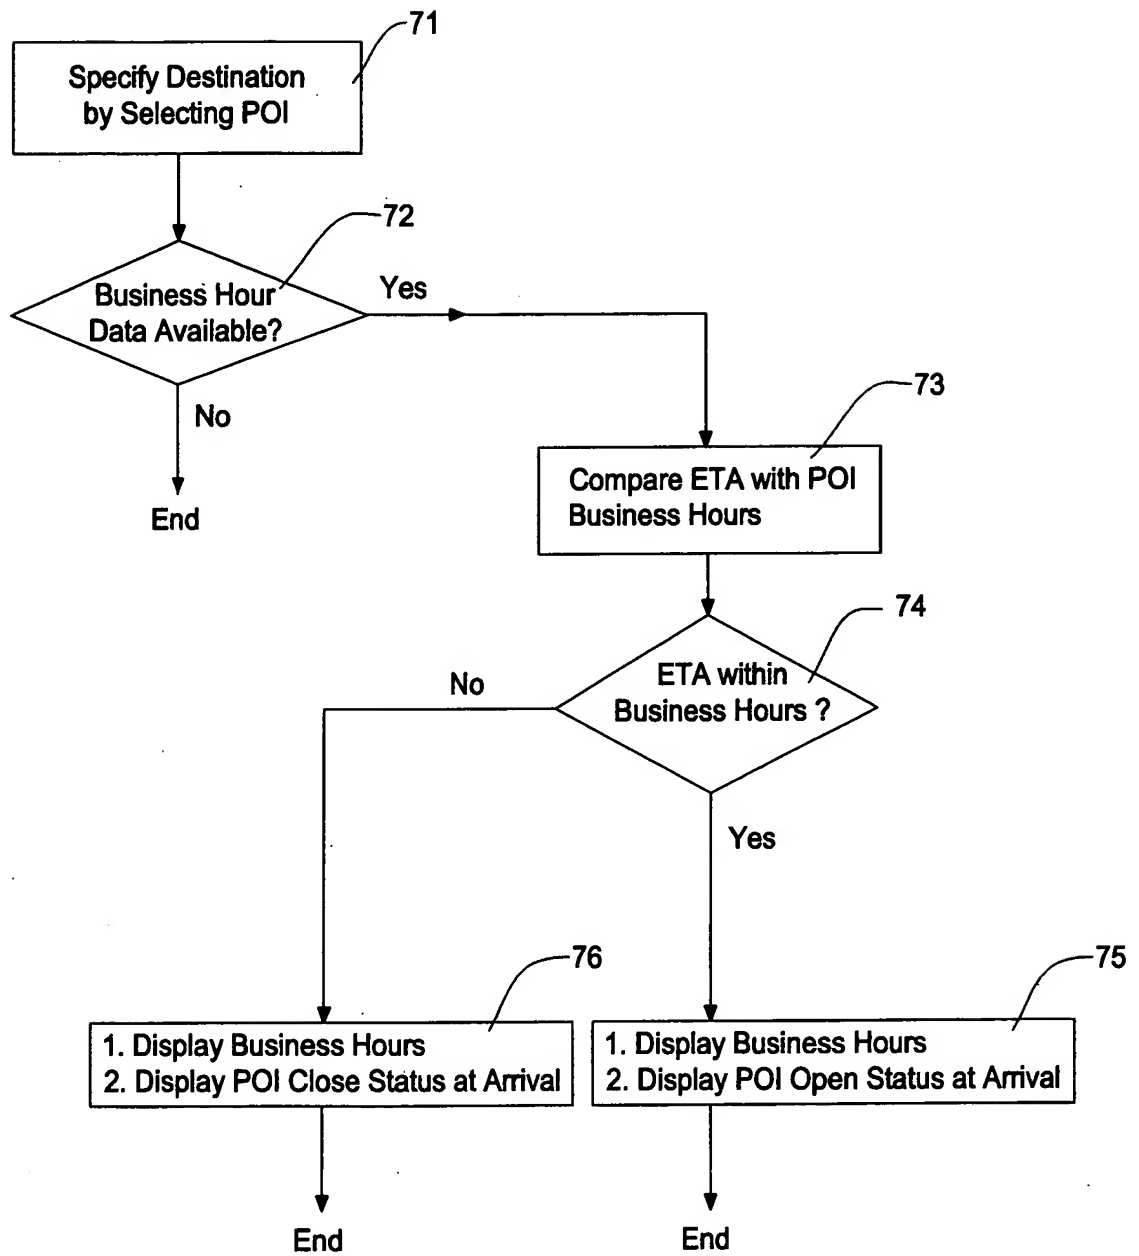 71
Specify Destination
by Selecting POI
72
Business Hour
Data Available?
Yes
No
End
73
Compare ETA with POI
Business Hours
74
ETA within
Business Hours ?
No
Yes
76
1. Display Business Hours
2. Display POI Close Status at Arrival
75
1. Display Business Hours
2. Display POI Open Status at Arrival
End
End